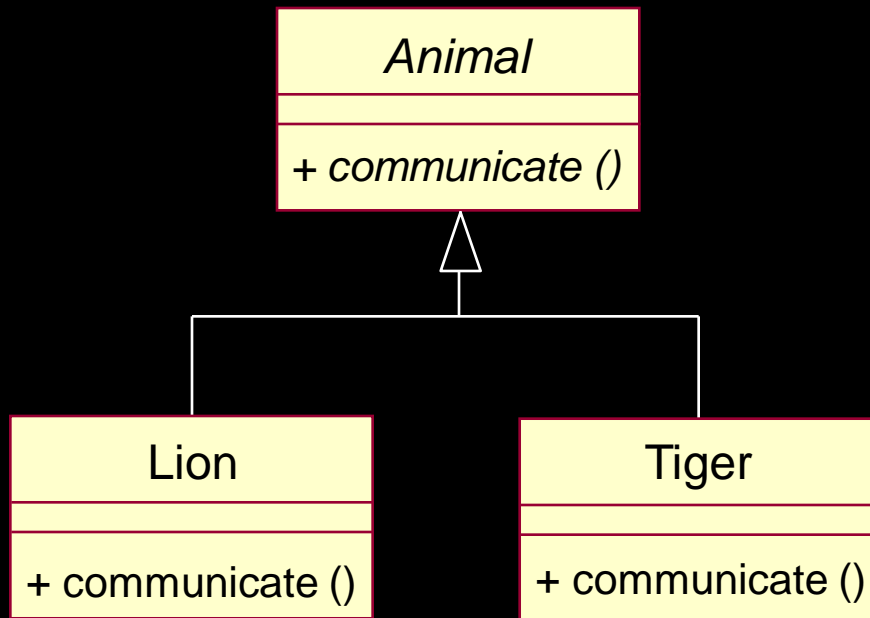 Animal
+ communicate ()
Lion
+ communicate ()
Tiger
+ communicate ()